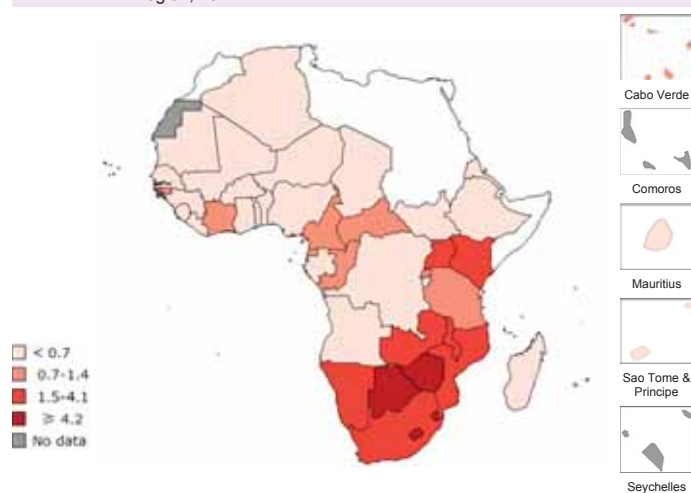 Cabo Verde
Comoros
Mauritius
Sao Tome &
Principe
Seychelles
< 0.7
0.7-1.4
1.5-4.1
≥ 4.2
No data